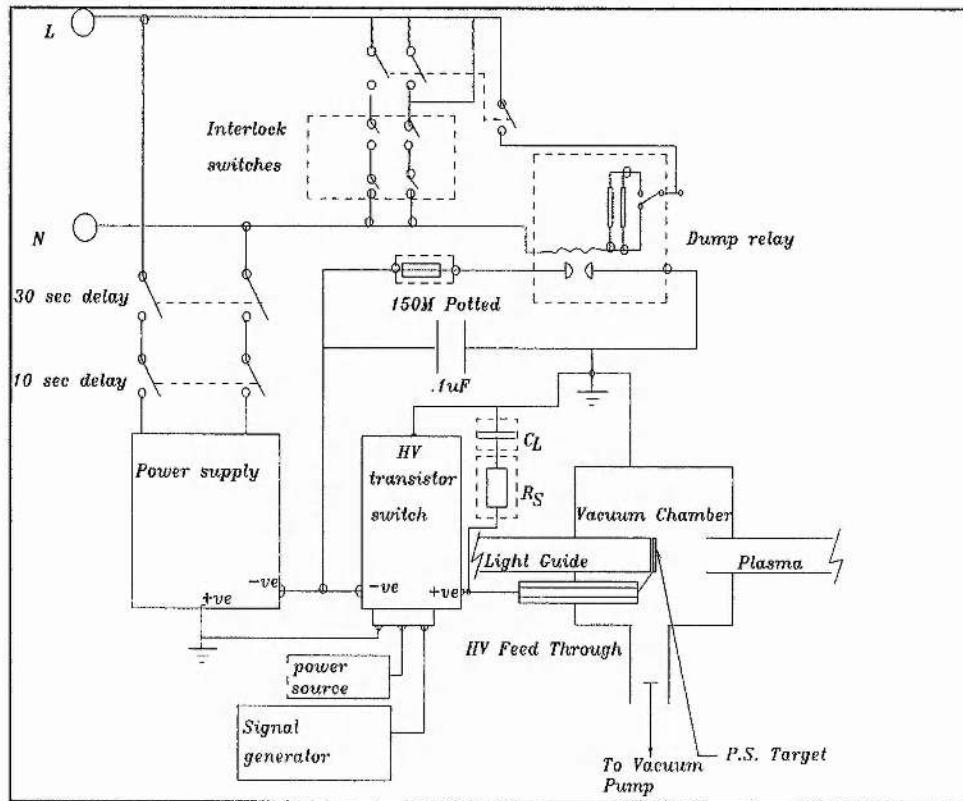 L
Interlock
switches
N
Dump relay
30 sec delay
150M Potted
10 sec delay
.1uF
Power supply
HV
transistor
switch
C_L
R_S
Vacuum Chamber
Light Guide
Plasma
-ve
-ve
+ve
+ve
HV Feed Through
power
source
Signal
generator
P.S. Target
To Vacuum
Pump